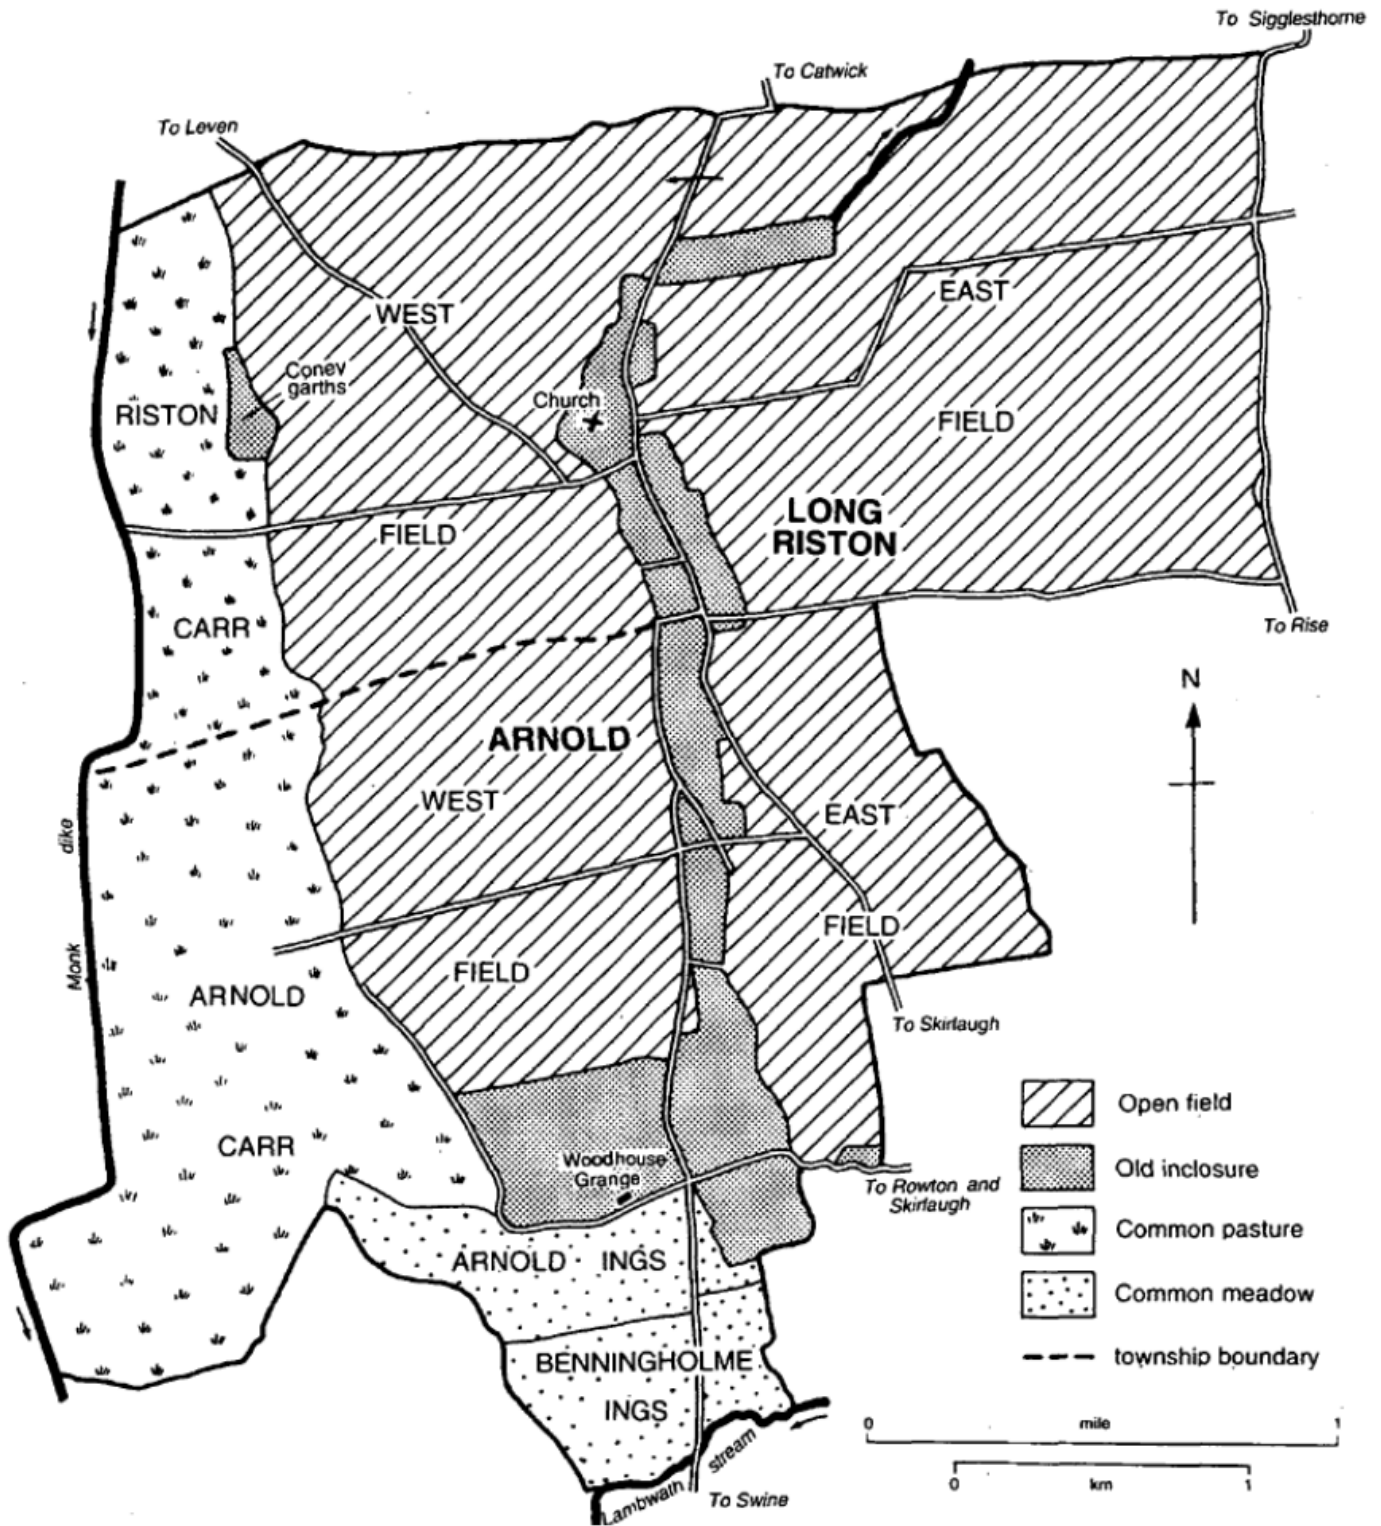 To Sigglesthorne
To Catwick
To Leven
WEST
EAST
Coney
garths
Church
RISTON
FIELD
LONG
RISTON
FIELD
CARR
To Rise
N
ARNOLD
WEST
EAST
Monk dike
FIELD
FIELD
ARNOLD
To Skirlaugh
CARR
Open field
Woodhouse
Grange
Old inclosure
To Rowton and
Skirlaugh
Common pasture
ARNOLD INGS
Common meadow
BENNINGHOLME
INGS
township boundary
0 mile 1
0 km 1
Lambwath stream
To Swine